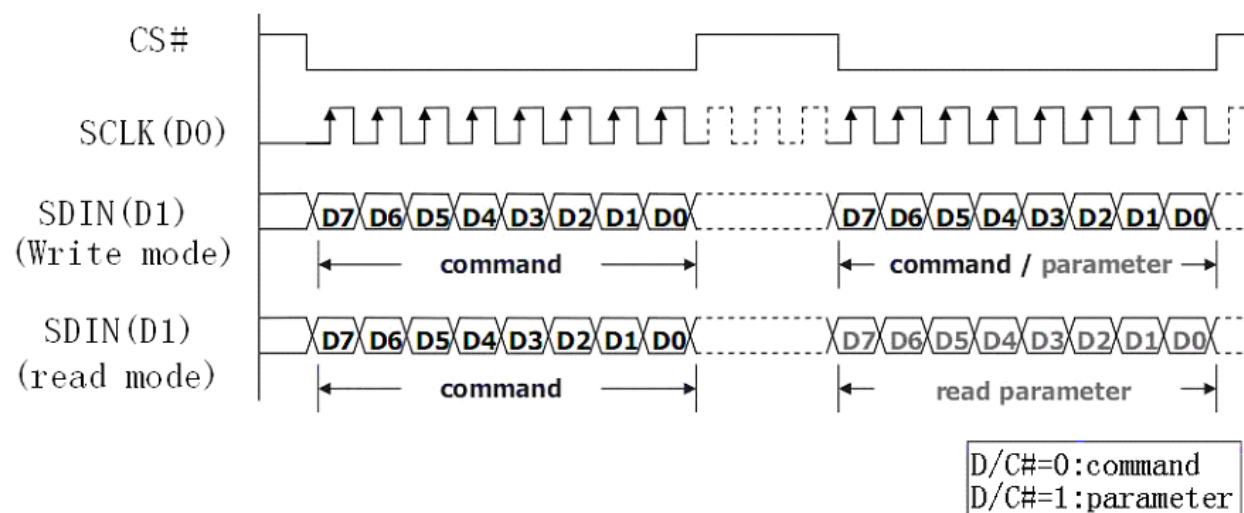 CS#
SCLK(D0)
SDIN(D1) D7 D6 D5 D4 D3 D2 D1 D0 D7 D6 D5 D4 D3 D2 D1 D0
(Write mode) command command / parameter
SDIN(D1) D7 D6 D5 D4 D3 D2 D1 D0 D7 D6 D5 D4 D3 D2 D1 D0
(read mode) command read parameter
D/C#=0:command
D/C#=1:parameter